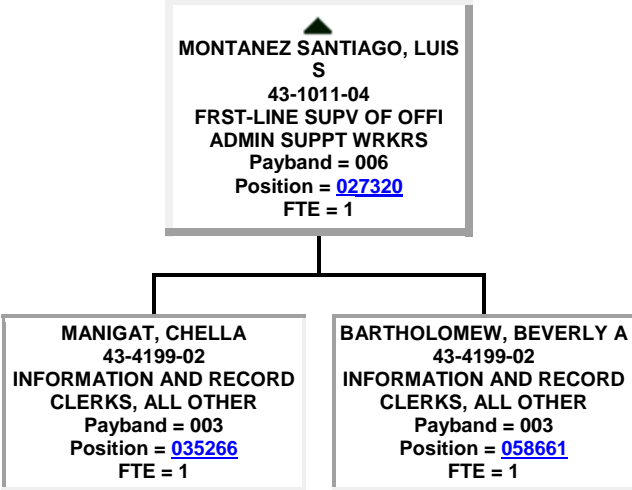 MONTANEZ SANTIAGO, LUIS
S
43-1011-04
FRST-LINE SUPV OF OFFI
ADMIN SUPPT WRKRS
Payband = 006
Position = 027320
FTE = 1
MANIGAT, CHELLA
43-4199-02
INFORMATION AND RECORD
CLERKS, ALL OTHER
Payband = 003
Position = 035266
FTE = 1
BARTHOLOMEW, BEVERLY A
43-4199-02
INFORMATION AND RECORD
CLERKS, ALL OTHER
Payband = 003
Position = 058661
FTE = 1